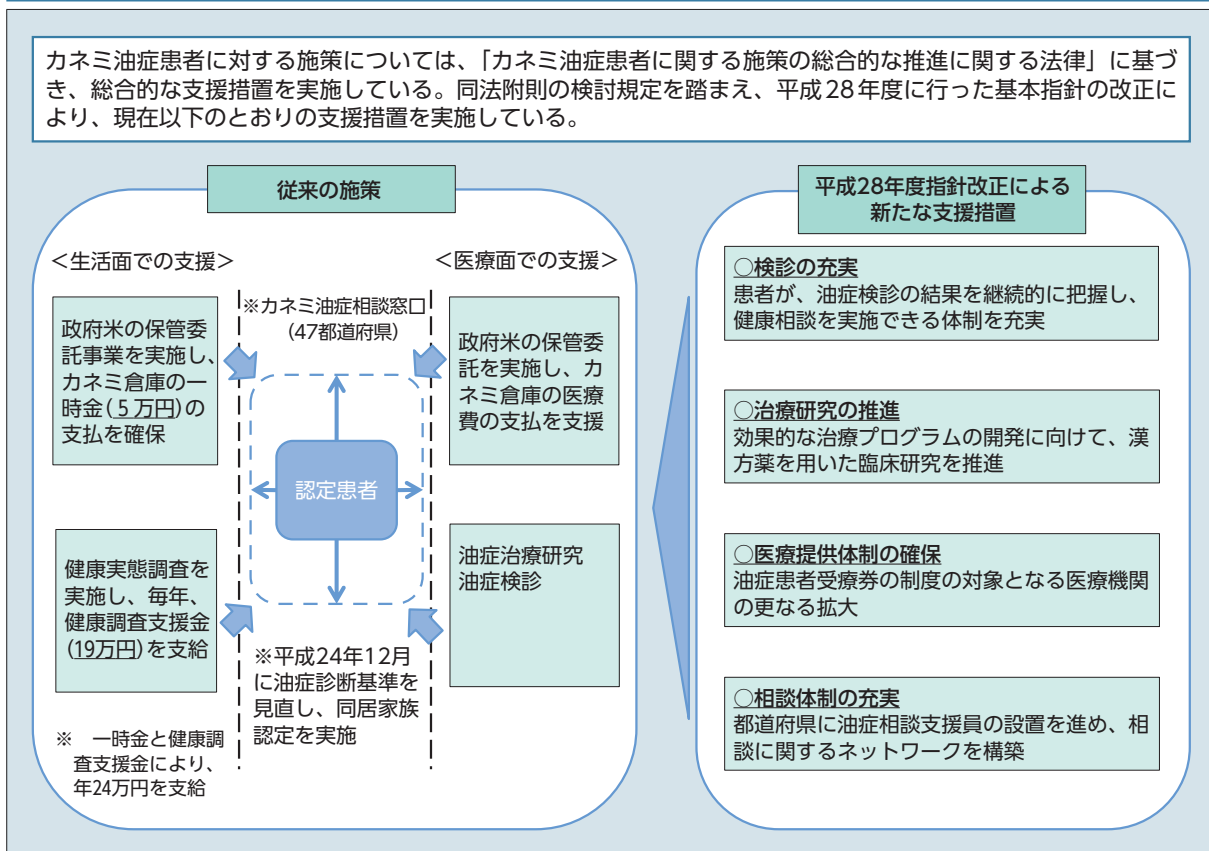 カネミ油症患者に対する施策については、「カネミ油症患者に関する施策の総合的な推進に関する法律」に基づ
き、総合的な支援措置を実施している。同法附則の検討規定を踏まえ、平成28年度に行った基本指針の改正に
より、現在以下のとおりの支援措置を実施している。
従来の施策
<生活面での支援>
<医療面での支援>
※カネミ油症相談窓口
(47都道府県)
政府米の保管委
託事業を実施し、
カネミ倉庫の一
時金(5万円)の
支払を確保
政府米の保管委
託を実施し、カ
ネミ倉庫の医療
費の支払を支援
認定患者
健康実態調査を
実施し、毎年、
健康調査支援金
(19万円)を支給
油症治療研究
油症検診
※平成24年12月
に油症診断基準を
見直し、同居家族
認定を実施
※ 一時金と健康調
査支援金により、
年24万円を支給
平成28年度指針改正による
新たな支援措置
○検診の充実
患者が、油症検診の結果を継続的に把握し、
健康相談を実施できる体制を充実
○治療研究の推進
効果的な治療プログラムの開発に向けて、漢
方薬を用いた臨床研究を推進
○医療提供体制の確保
油症患者受療券の制度の対象となる医療機関
の更なる拡大
○相談体制の充実
都道府県に油症相談支援員の設置を進め、相
談に関するネットワークを構築